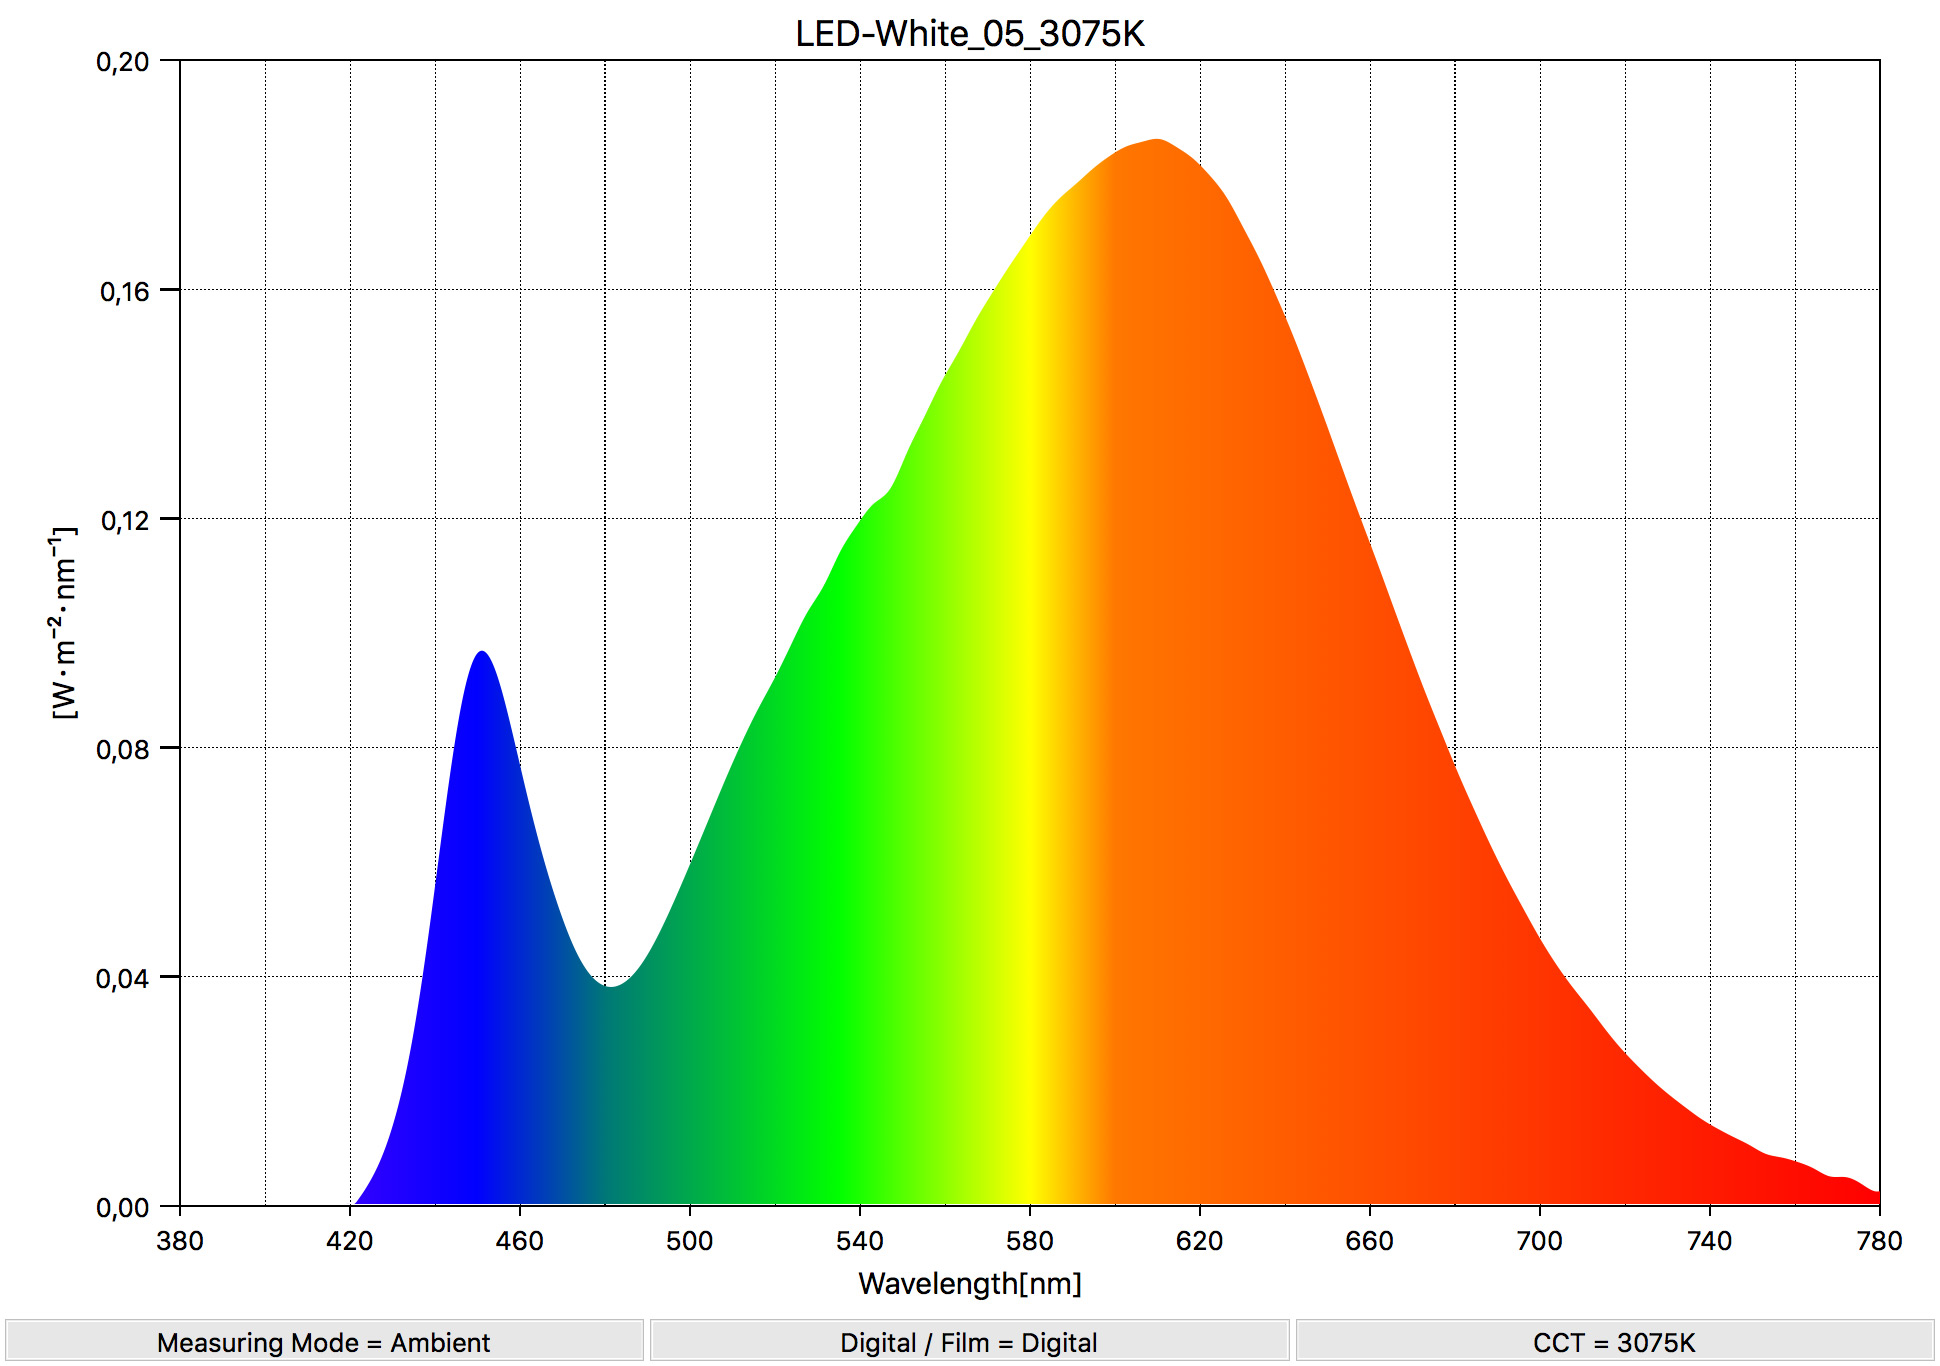 LED-White_05_3075K
0,20
0,16
0,12
0,08
0,04
0,00
[W·m⁻²·nm⁻¹]
380 420 460 500 540 580 620 660 700 740 780
Wavelength[nm]
Measuring Mode = Ambient
Digital / Film = Digital
CCT = 3075K